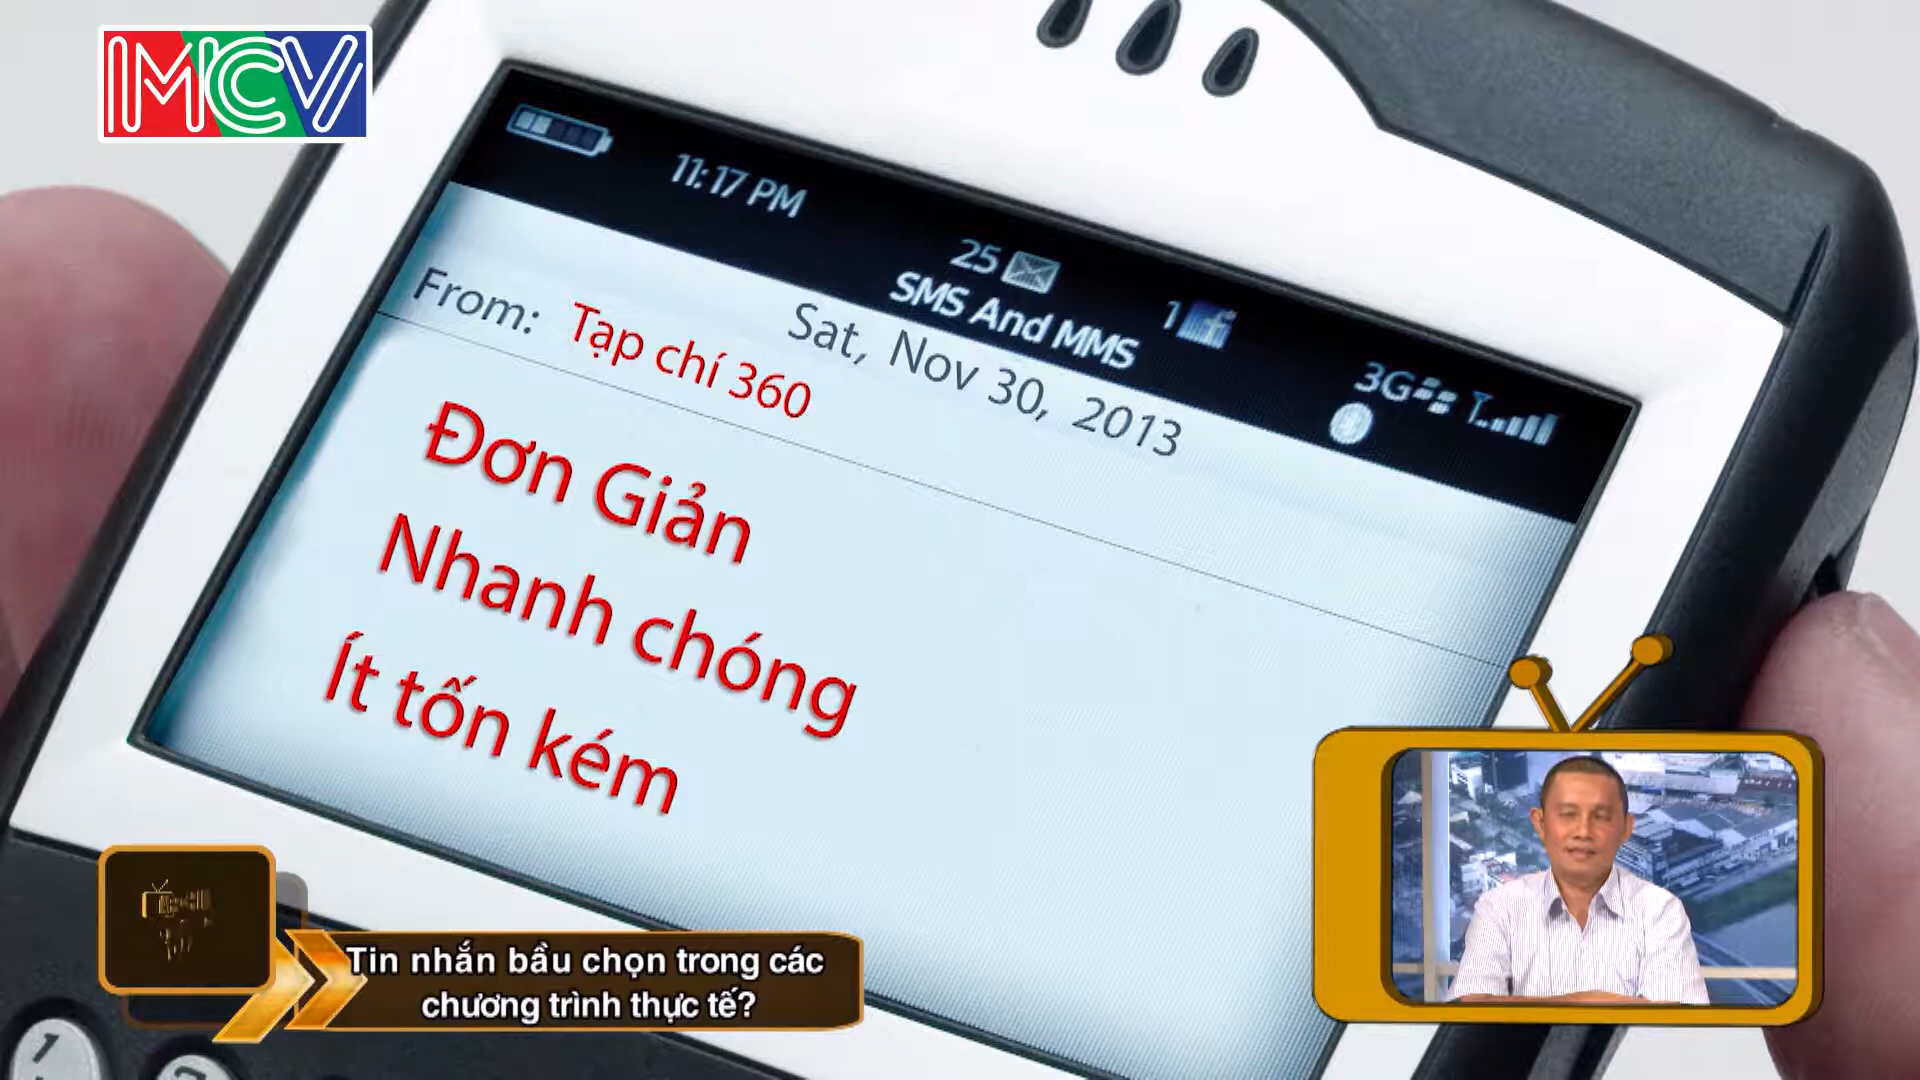 MCV
11:17 PM
25
SMS And MMS
1
3G
From: Tạp chí 360
Sat, Nov 30, 2013
Đơn Giản
Nhanh chóng
Ít tốn kém
Tin nhắn bầu chọn trong các
chương trình thực tế?
1